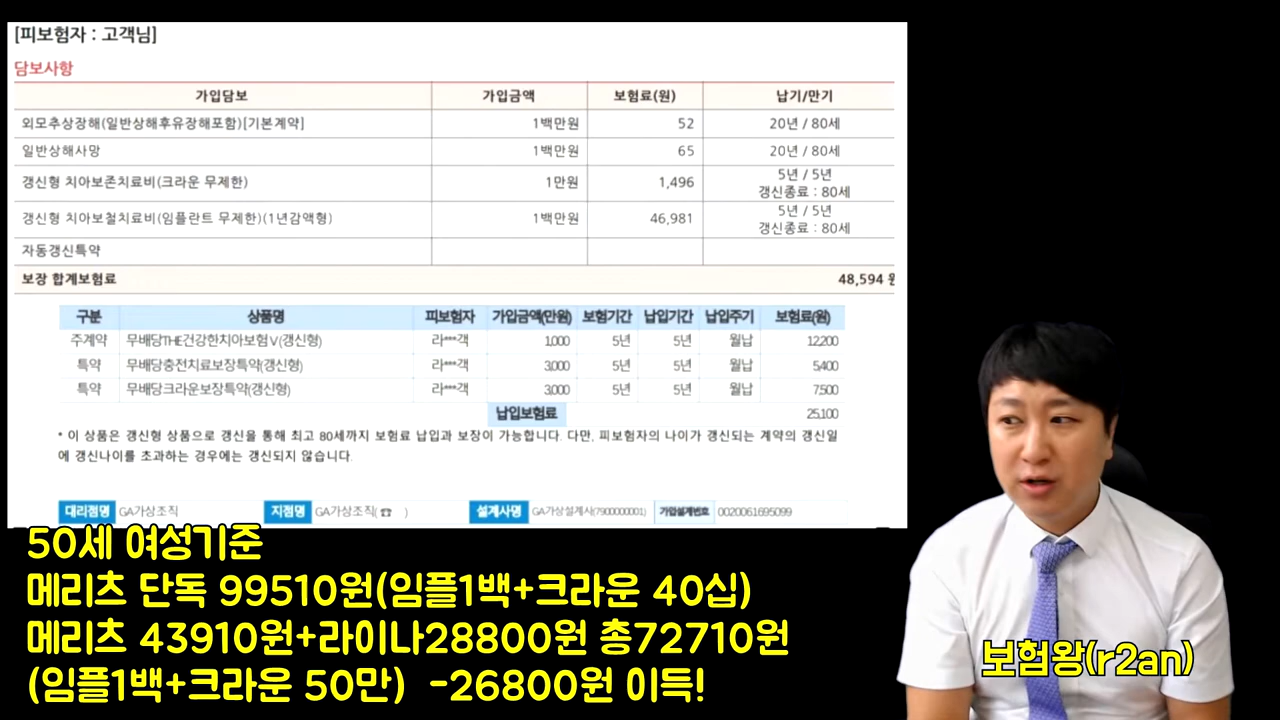 [피보험자 : 고객님]
담보사항
가입담보 가입금액 보험료(원) 납기/만기
외모추상장해(일반상해후유장해포함)[기본계약] 1백만원 52 20년 / 80세
일반상해사망 1백만원 65 20년 / 80세
갱신형 치아보존치료비(크라운 무제한) 1만원 1,496 5년 / 5년
갱신종료 : 80세
갱신형 치아보철치료비(임플란트 무제한)(1년감액형) 1백만원 46,981 5년 / 5년
갱신종료 : 80세
자동갱신특약
보장 합계보험료 48,594 원
구분 상품명 피보험자 가입금액(만원) 보험기간 납입기간 납입주기 보험료(원)
주계약 무배당THE건강한치아보험V(갱신형) 라***객 1,000 5년 5년 월납 12,200
특약 무배당충전치료보장특약(갱신형) 라***객 3,000 5년 5년 월납 5,400
특약 무배당크라운보장특약(갱신형) 라***객 3,000 5년 5년 월납 7,500
납입보험료 25,100
* 이 상품은 갱신형 상품으로 갱신을 통해 최고 80세까지 보험료 납입과 보장이 가능합니다. 다만, 피보험자의 나이가 갱신되는 계약의 갱신일
에 갱신나이를 초과하는 경우에는 갱신되지 않습니다.
대리점명 GA가상조직 지점명 GA가상조직(☎ ) 설계사명 GA가상설계사(7900000001) 가입설계번호 0020061695099
50세 여성기준
메리츠 단독 99510원(임플1백+크라운 40십)
메리츠 43910원+라이나28800원 총72710원
(임플1백+크라운 50만) -26800원 이득!
보험왕(r2an)